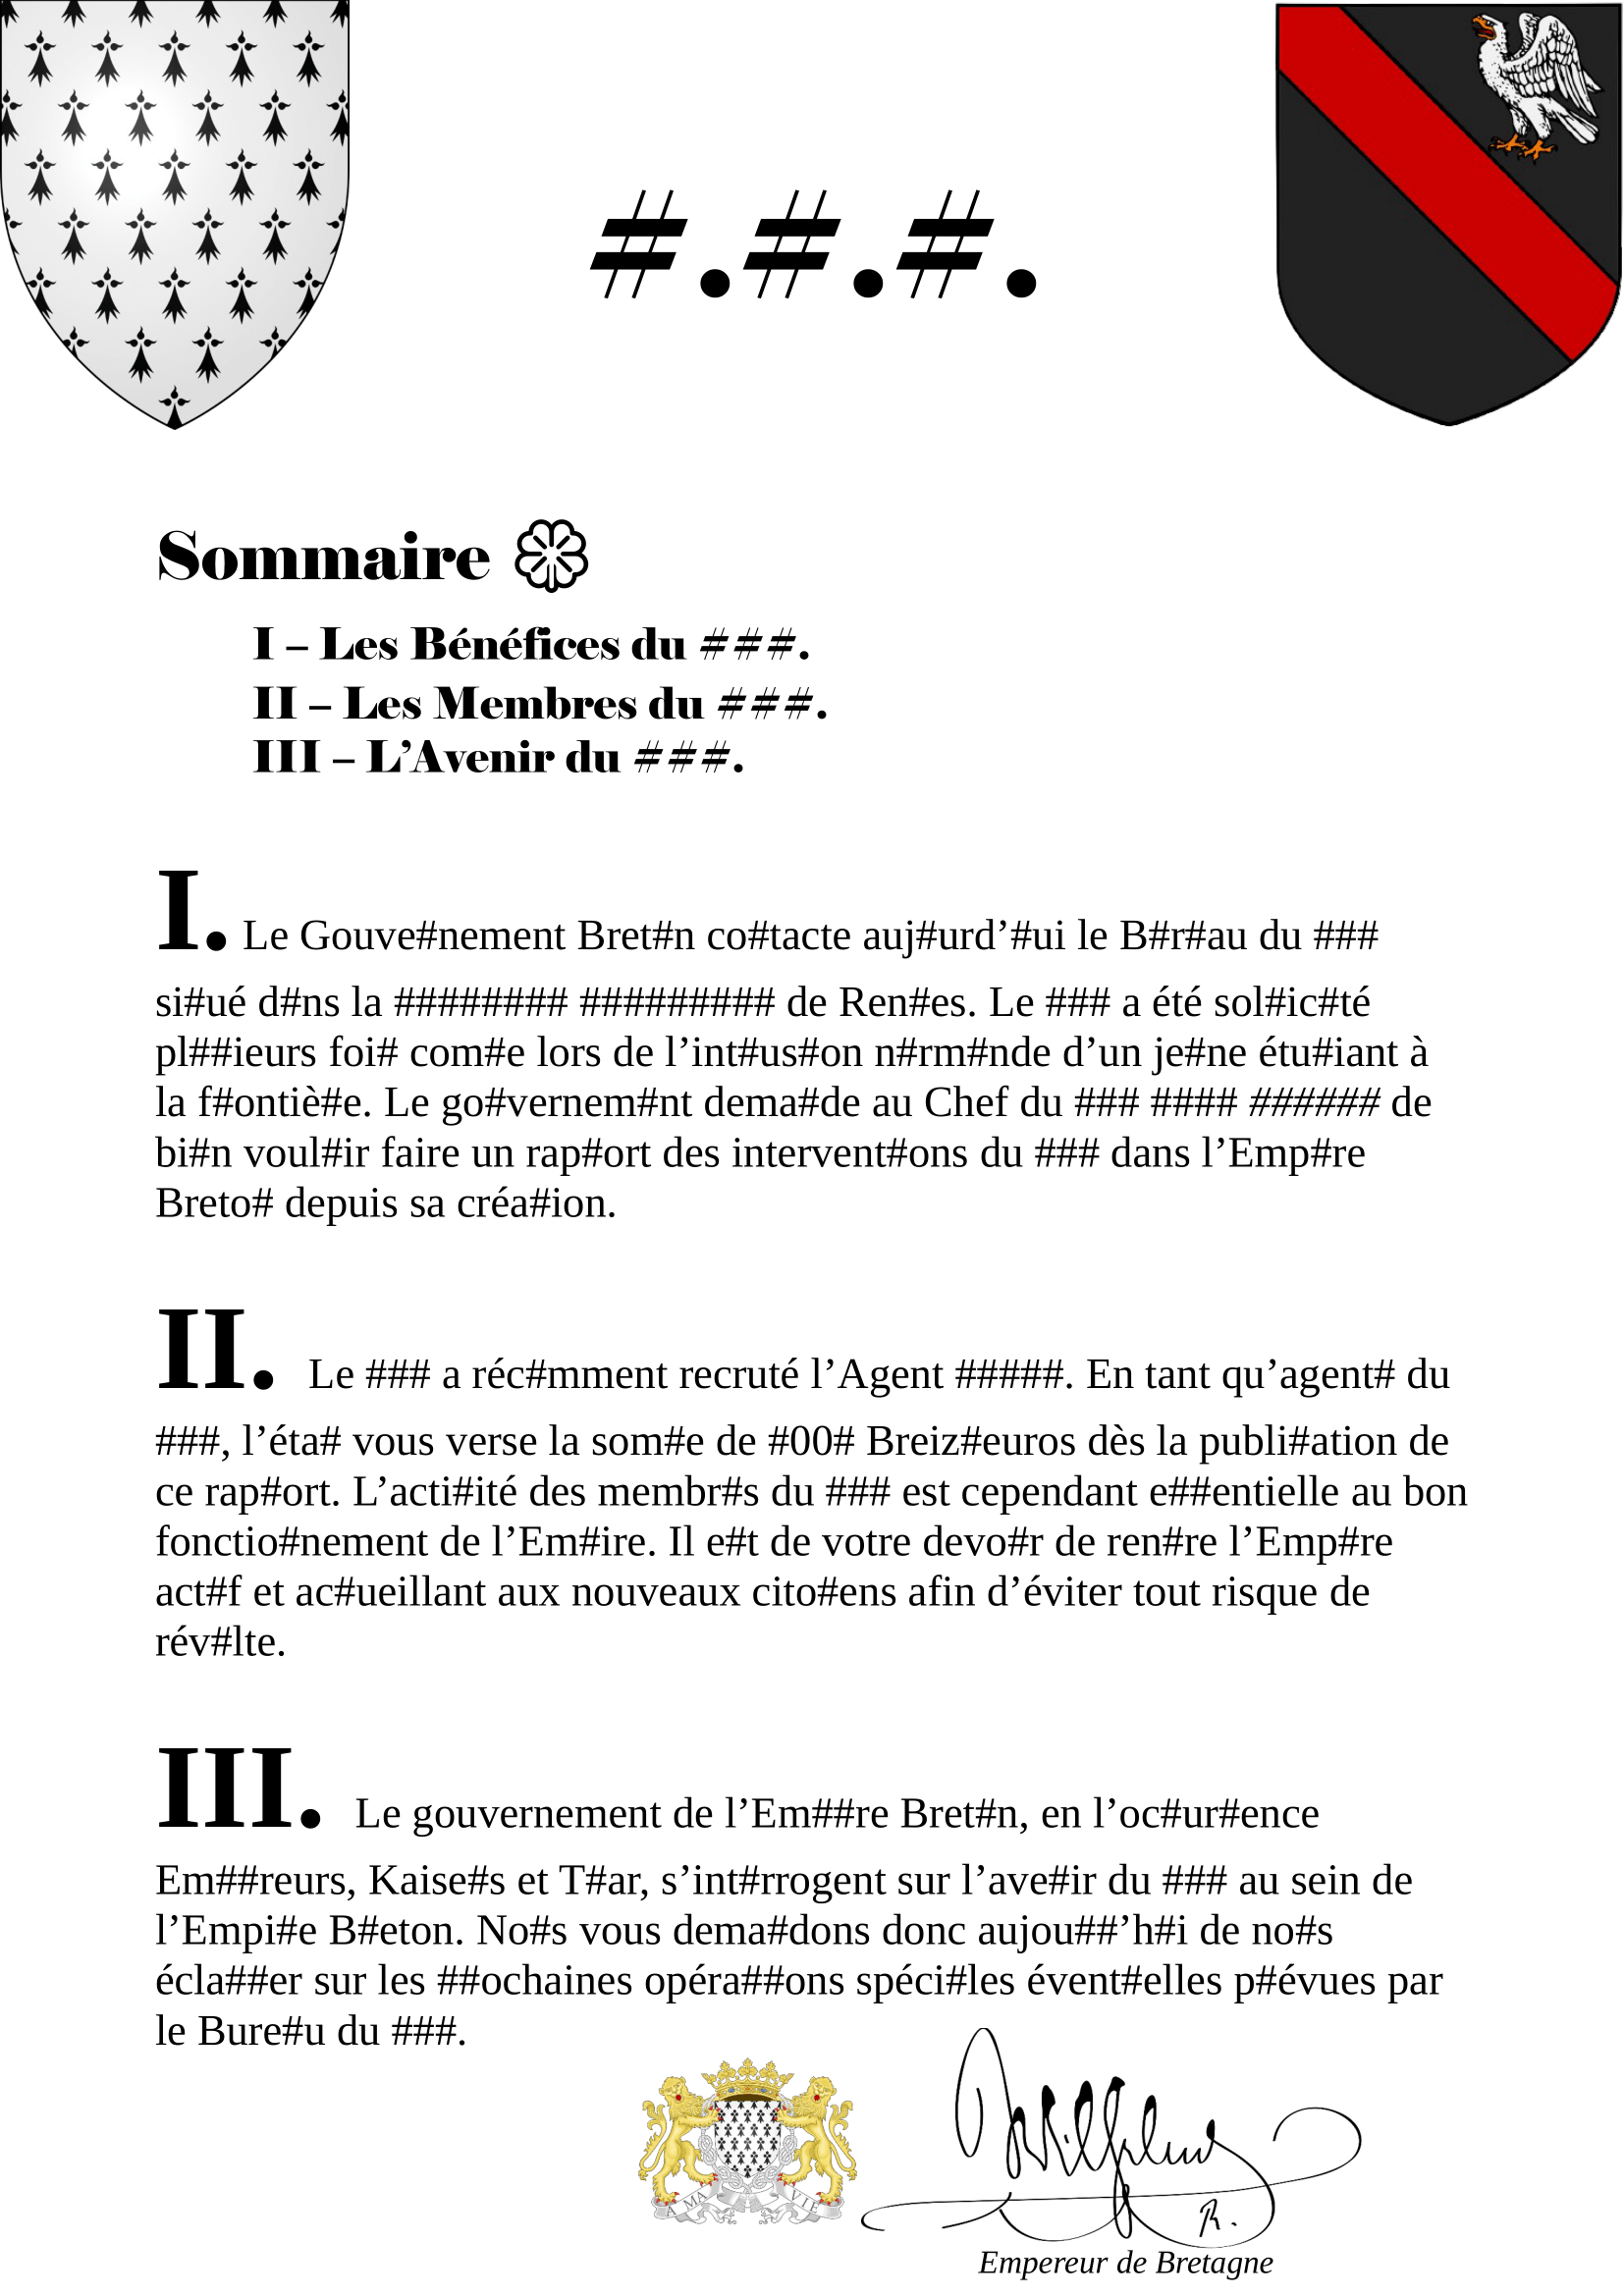 #.#.#.
Sommaire
I – Les Bénéfices du ###.
II – Les Membres du ###.
III – L’Avenir du ###.
I. Le Gouve#nement Bret#n co#tacte auj#urd’#ui le B#r#au du ###
si#ué d#ns la ######## ######### de Ren#es. Le ### a été sol#ic#té
pl##ieurs foi# com#e lors de l’int#us#on n#rm#nde d’un je#ne étu#iant à
la f#ontiè#e. Le go#vernem#nt dema#de au Chef du ### #### ###### de
bi#n voul#ir faire un rap#ort des intervent#ons du ### dans l’Emp#re
Breto# depuis sa créa#ion.
II. Le ### a réc#mment recruté l’Agent #####. En tant qu’agent# du
###, l’éta# vous verse la som#e de #00# Breiz#euros dès la publi#ation de
ce rap#ort. L’acti#ité des membr#s du ### est cependant e##entielle au bon
fonctio#nement de l’Em#ire. Il e#t de votre devo#r de ren#re l’Emp#re
act#f et ac#ueillant aux nouveaux cito#ens afin d’éviter tout risque de
rév#lte.
III. Le gouvernement de l’Em##re Bret#n, en l’oc#ur#ence
Em##reurs, Kaise#s et T#ar, s’int#rrogent sur l’ave#ir du ### au sein de
l’Empi#e B#eton. No#s vous dema#dons donc aujou##’h#i de no#s
écla##er sur les ##ochaines opéra##ons spéci#les évent#elles p#évues par
le Bure#u du ###.
A MA VIE
R.
Empereur de Bretagne